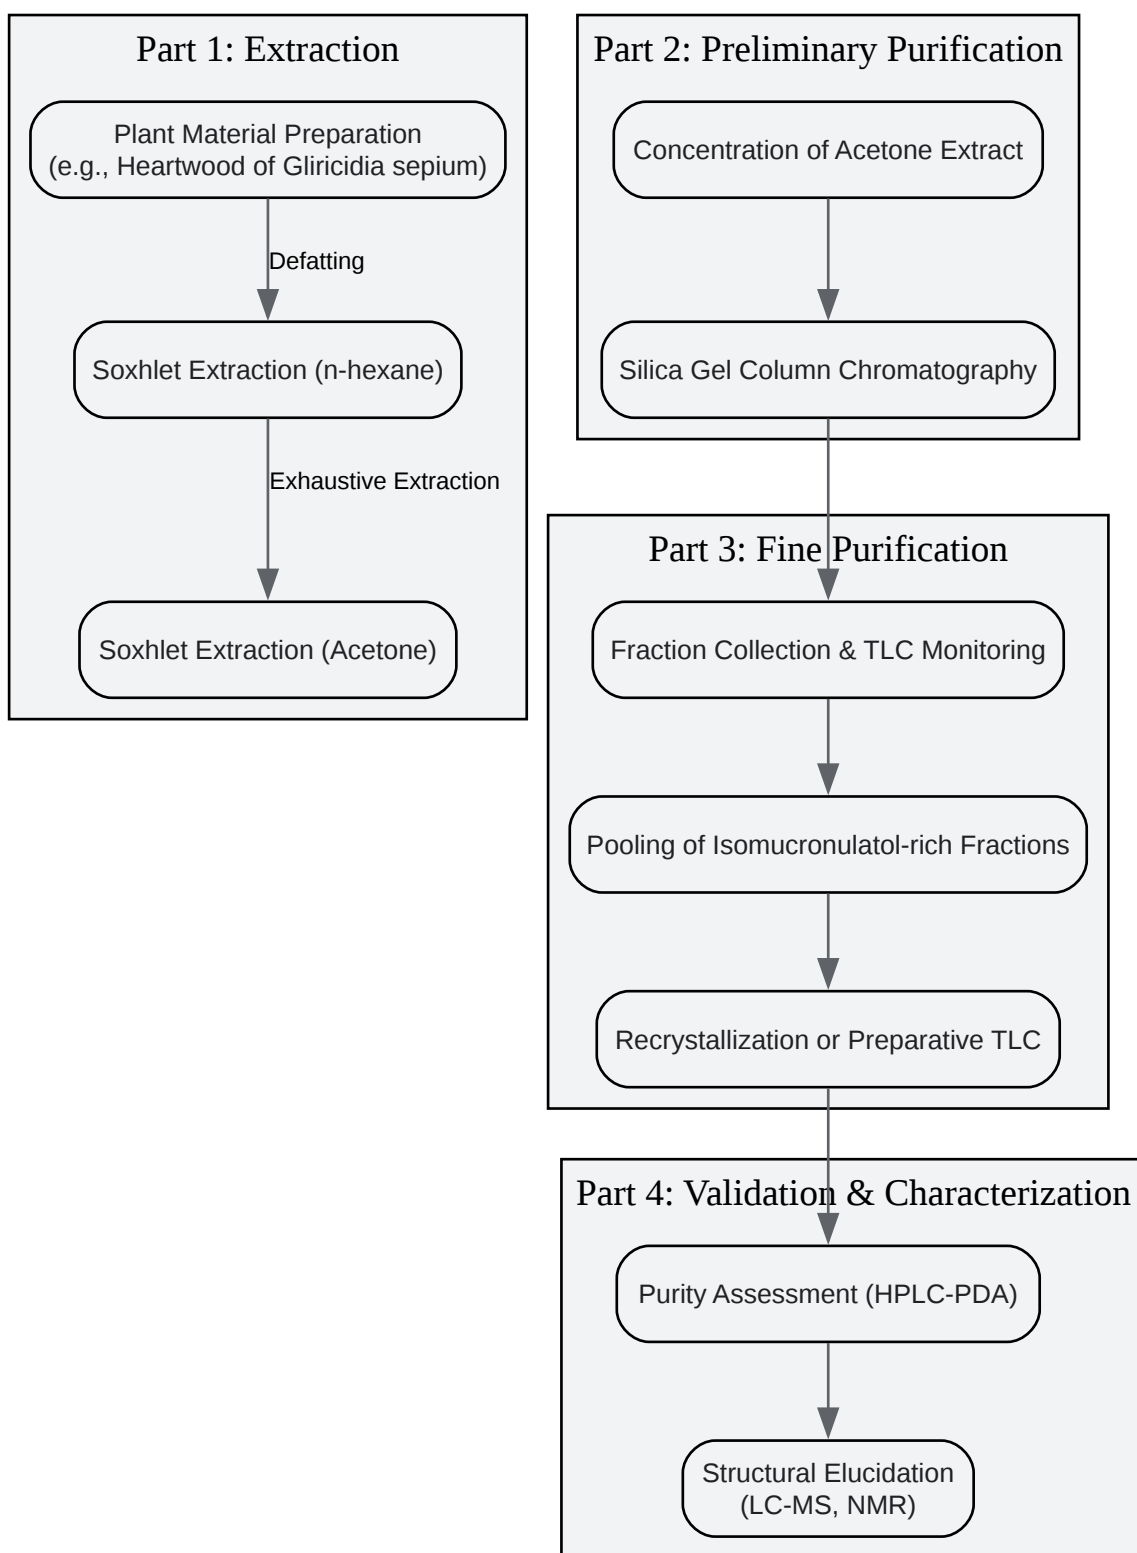 Part 1: Extraction
Plant Material Preparation
(e.g., Heartwood of Gliricidia sepium)
Defatting
Soxhlet Extraction (n-hexane)
Exhaustive Extraction
Soxhlet Extraction (Acetone)
Part 2: Preliminary Purification
Concentration of Acetone Extract
Silica Gel Column Chromatography
Part 3: Fine Purification
Fraction Collection & TLC Monitoring
Pooling of Isomucronulatol-rich Fractions
Recrystallization or Preparative TLC
Part 4: Validation & Characterization
Purity Assessment (HPLC-PDA)
Structural Elucidation
(LC-MS, NMR)